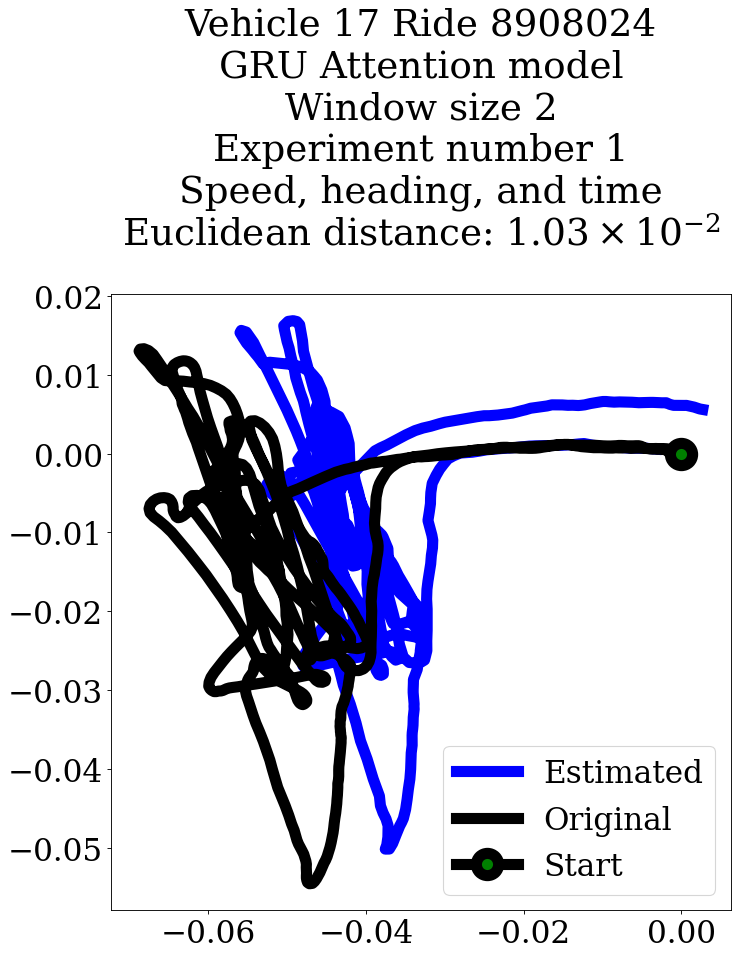 Vehicle 17 Ride 8908024
GRU Attention model
Window size 2
Experiment number 1
Speed, heading, and time
Euclidean distance: 1.03 × 10⁻²
0.02
0.01
0.00
−0.01
−0.02
−0.03
−0.04
−0.05
Estimated
Original
Start
−0.06
−0.04
−0.02
0.00